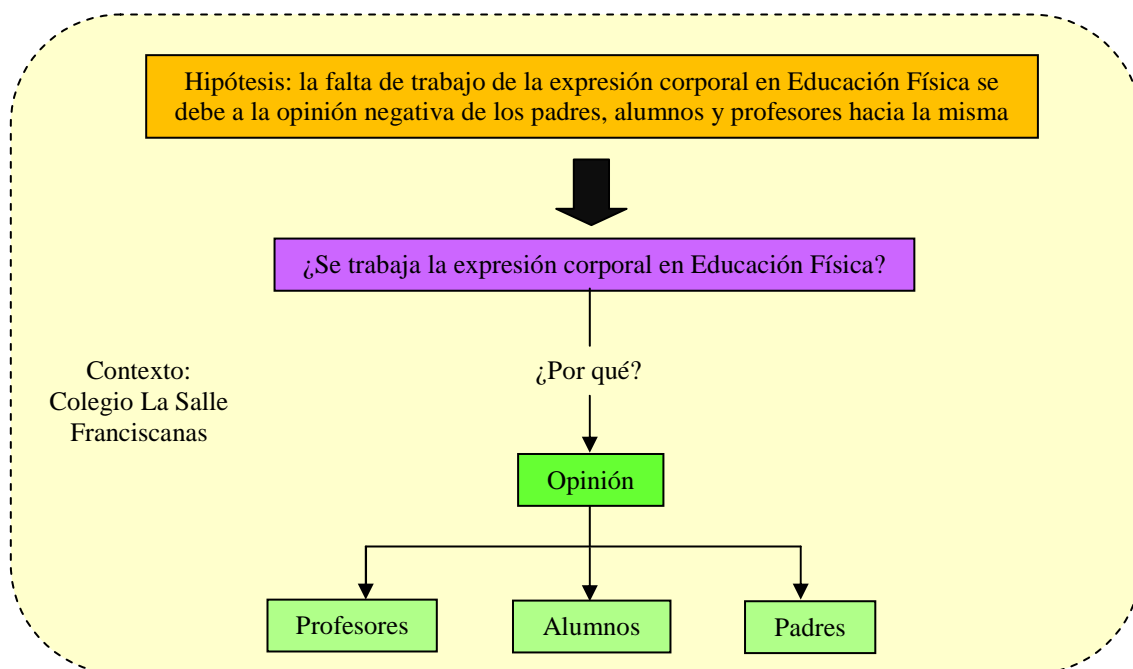 Hipótesis: la falta de trabajo de la expresión corporal en Educación Física se
debe a la opinión negativa de los padres, alumnos y profesores hacia la misma
¿Se trabaja la expresión corporal en Educación Física?
¿Por qué?
Contexto:
Colegio La Salle
Franciscanas
Opinión
Profesores
Alumnos
Padres